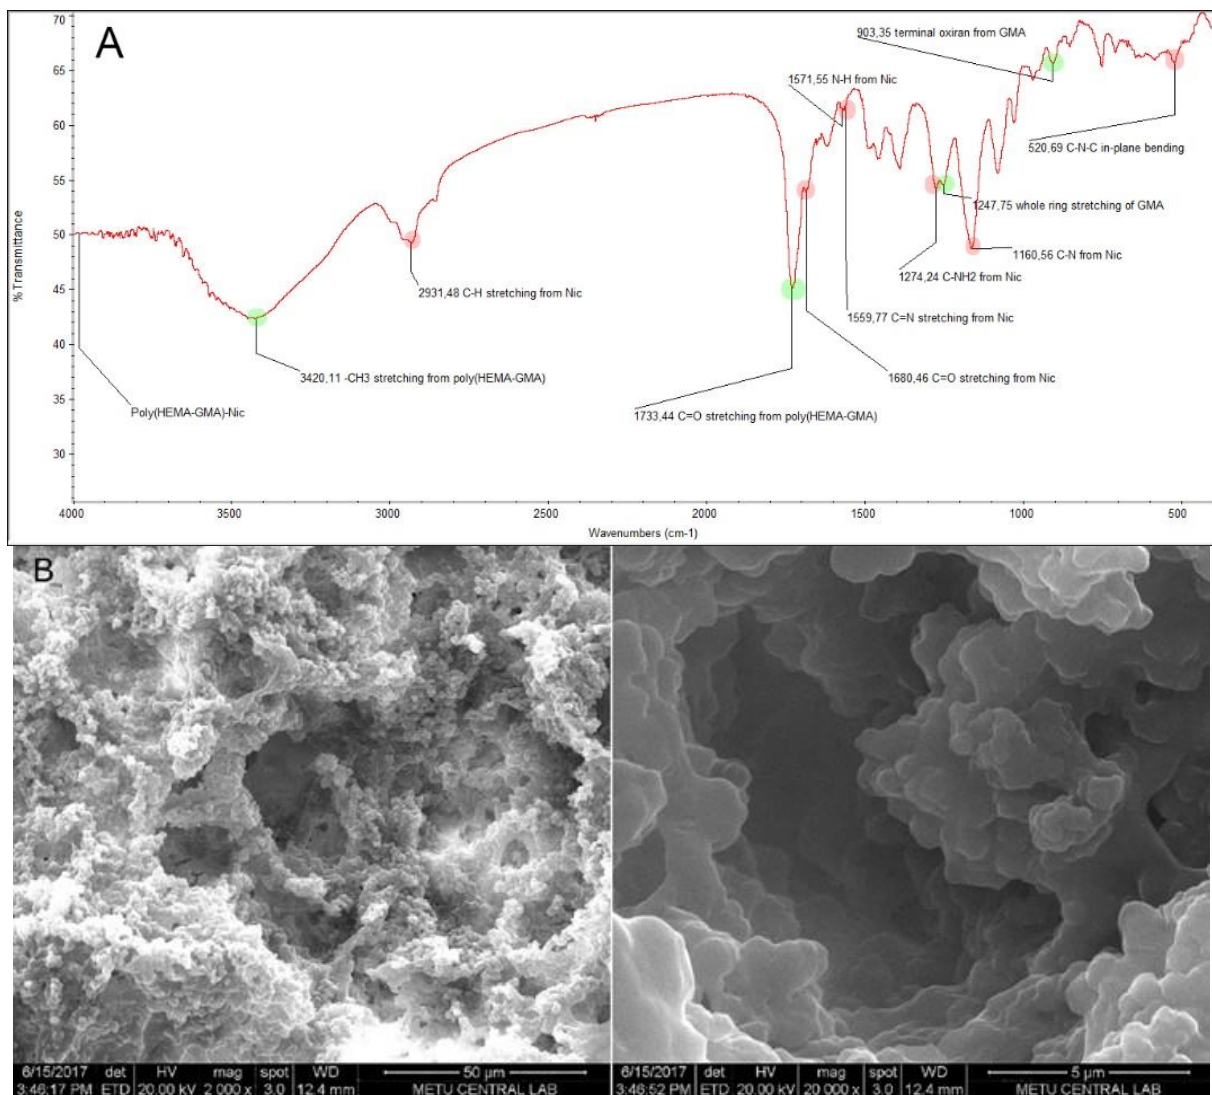 A
70
65
60
55
50
45
40
35
30
% Transmittance
903,35 terminal oxiran from GMA
1571,55 N-H from Nic
520,69 C-N-C in-plane bending
1247,75 whole ring stretching of GMA
1160,56 C-N from Nic
1274,24 C-NH2 from Nic
2931,48 C-H stretching from Nic
1559,77 C=N stretching from Nic
3420,11 -CH3 stretching from poly(HEMA-GMA)
1680,46 C=O stretching from Nic
Poly(HEMA-GMA)-Nic
1733,44 C=O stretching from poly(HEMA-GMA)
4000 3500 3000 2500 2000 1500 1000 500
Wavenumbers (cm-1)
B
6/15/2017 det HV mag spot WD 50 µm
3:46:17 PM ETD 20.00 kV 2 000 x 3.0 12.4 mm METU CENTRAL LAB
6/15/2017 det HV mag spot WD 5 µm
3:46:52 PM ETD 20.00 kV 20 000 x 3.0 12.4 mm METU CENTRAL LAB